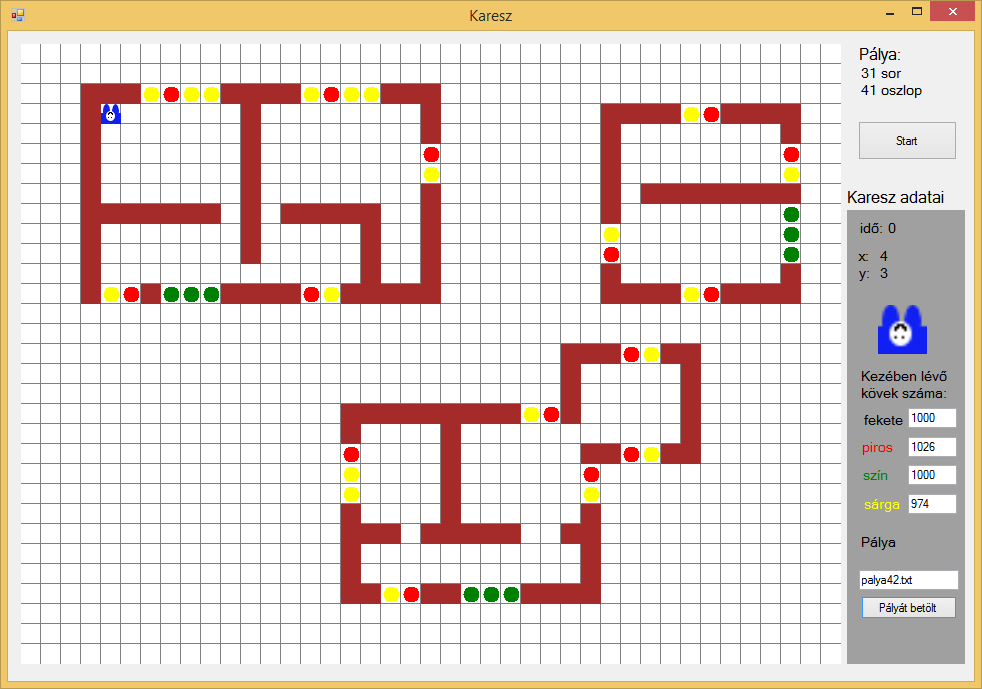 Karesz
Pálya:
31 sor
41 oszlop
Start
Karesz adatai
idő: 0
x: 4
y: 3
Kezében lévő
kövek száma:
fekete 1000
piros 1026
szín 1000
sárga 974
Pálya
palya42.txt
Pályát betölt